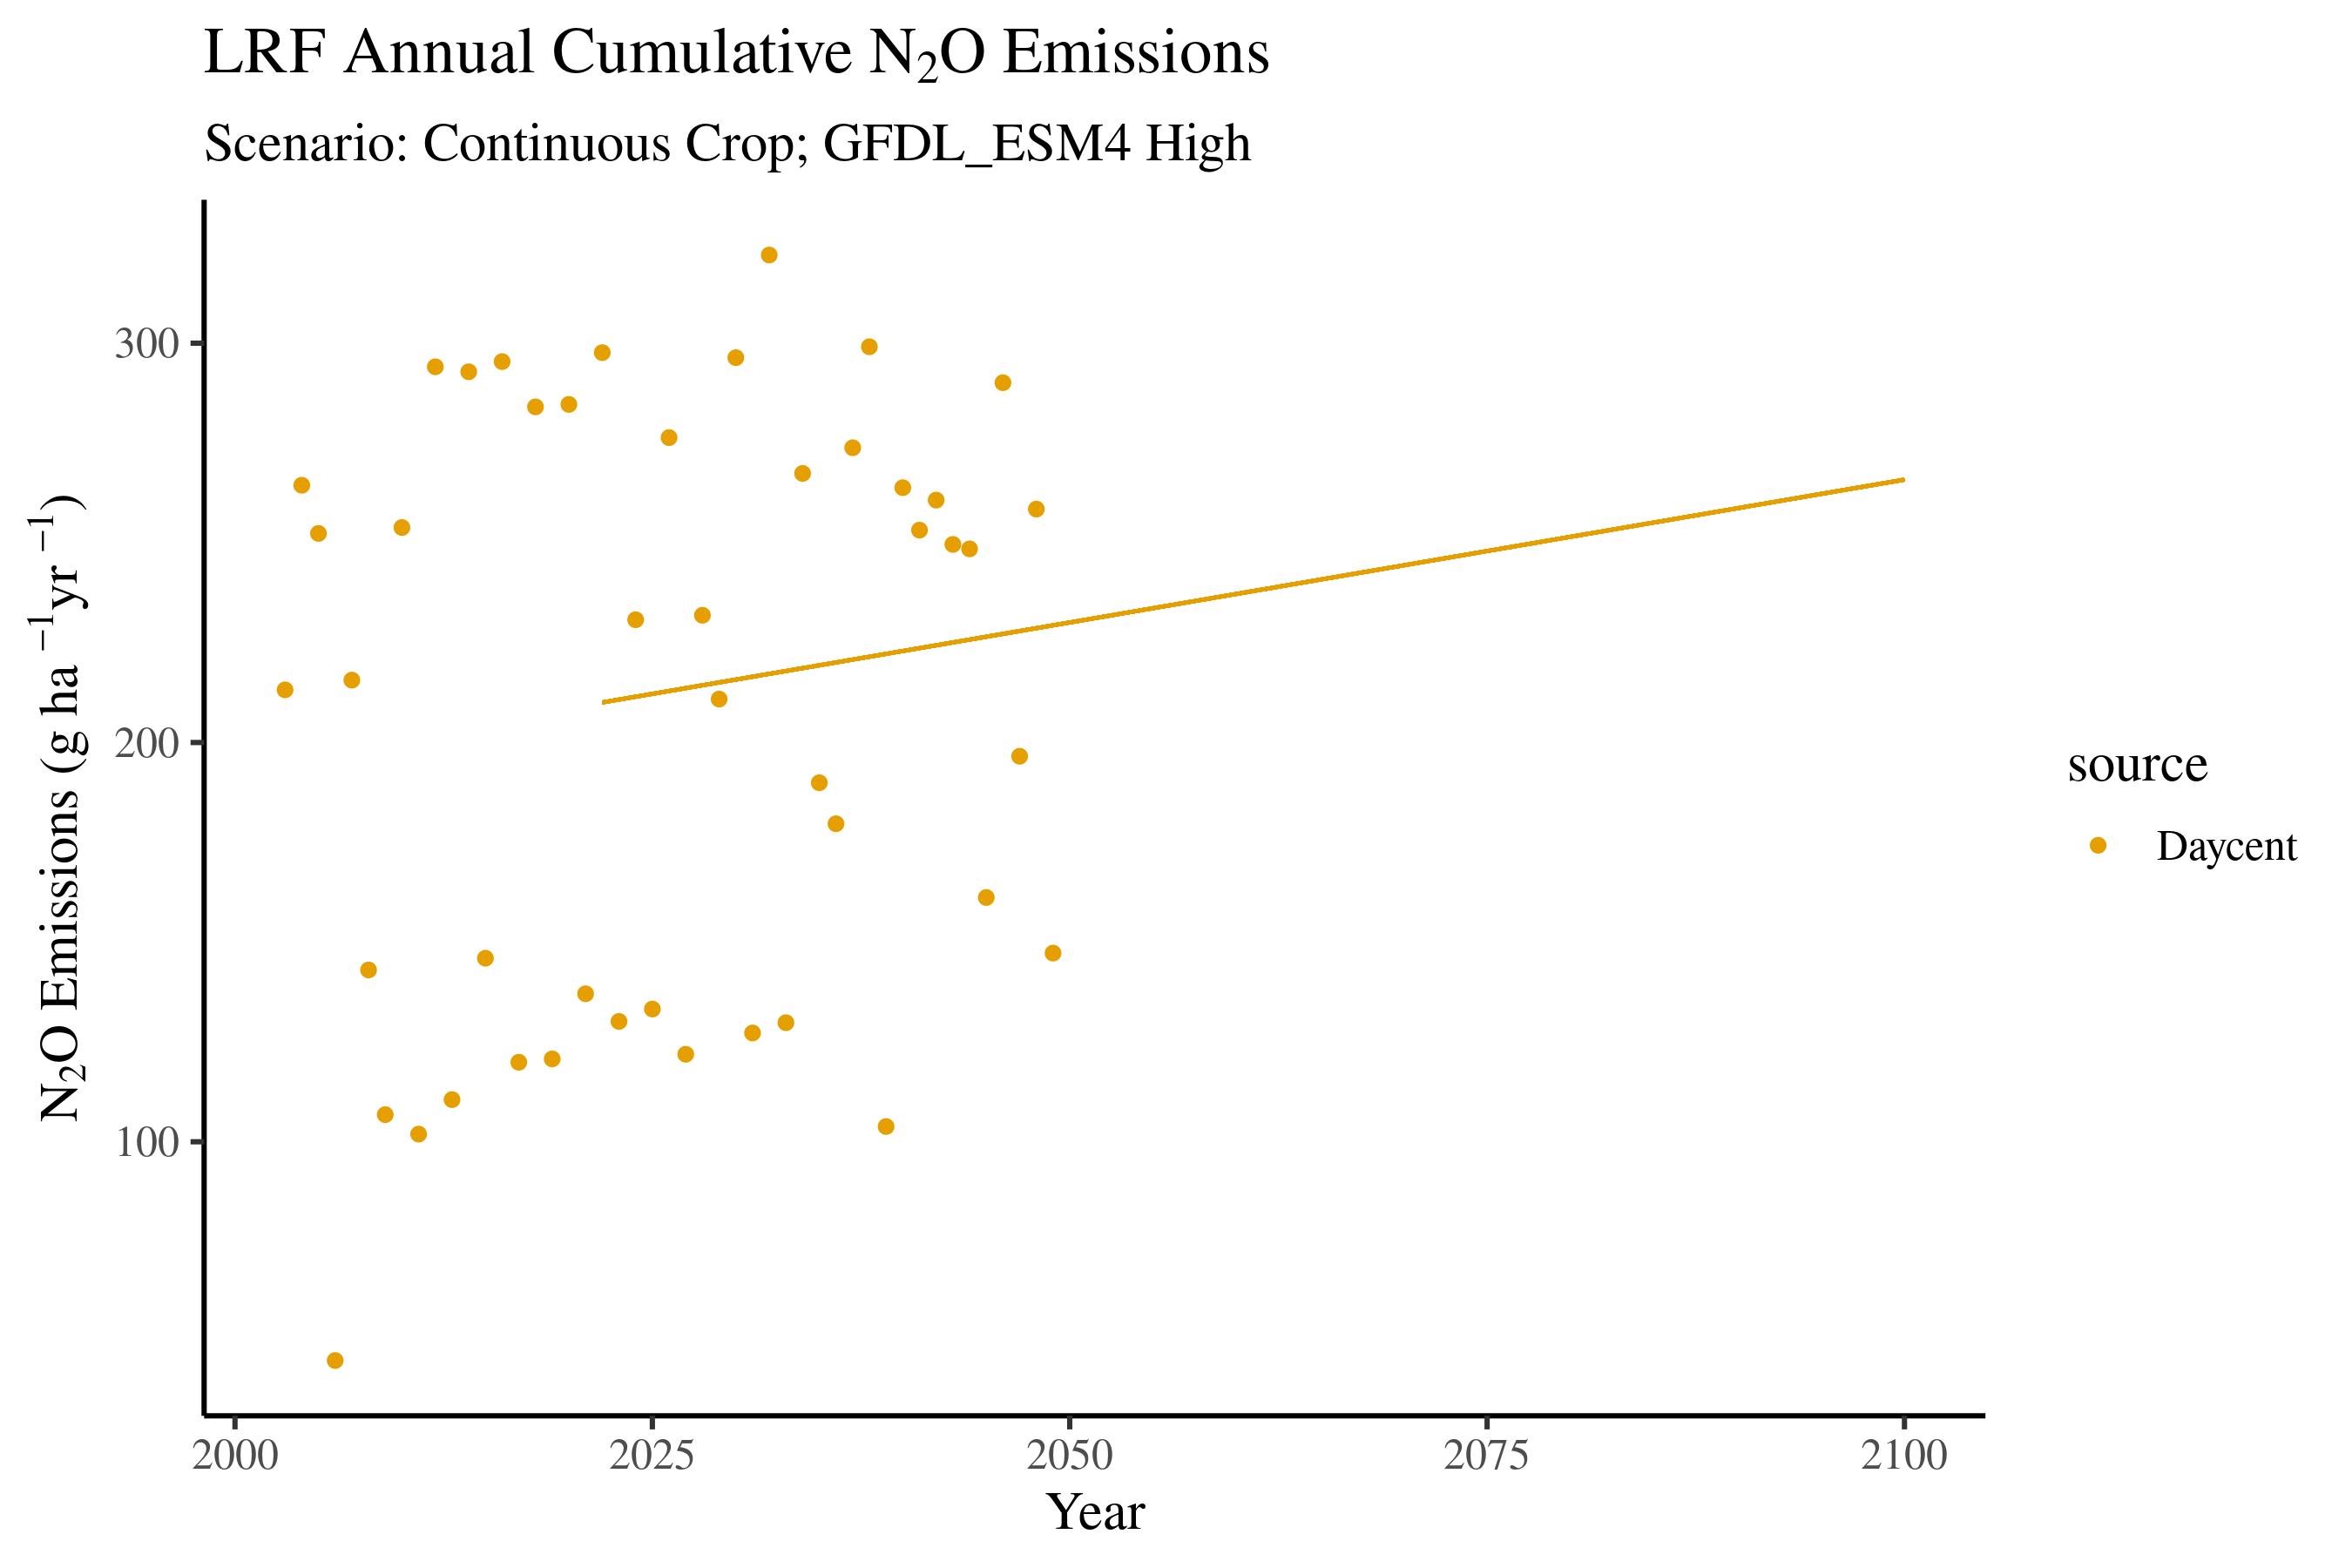 LRF Annual Cumulative N₂O Emissions
Scenario: Continuous Crop; GFDL_ESM4 High
N₂O Emissions (g ha ⁻¹yr ⁻¹)
300
200
100
source
Daycent
2000 2025 2050 2075 2100
Year